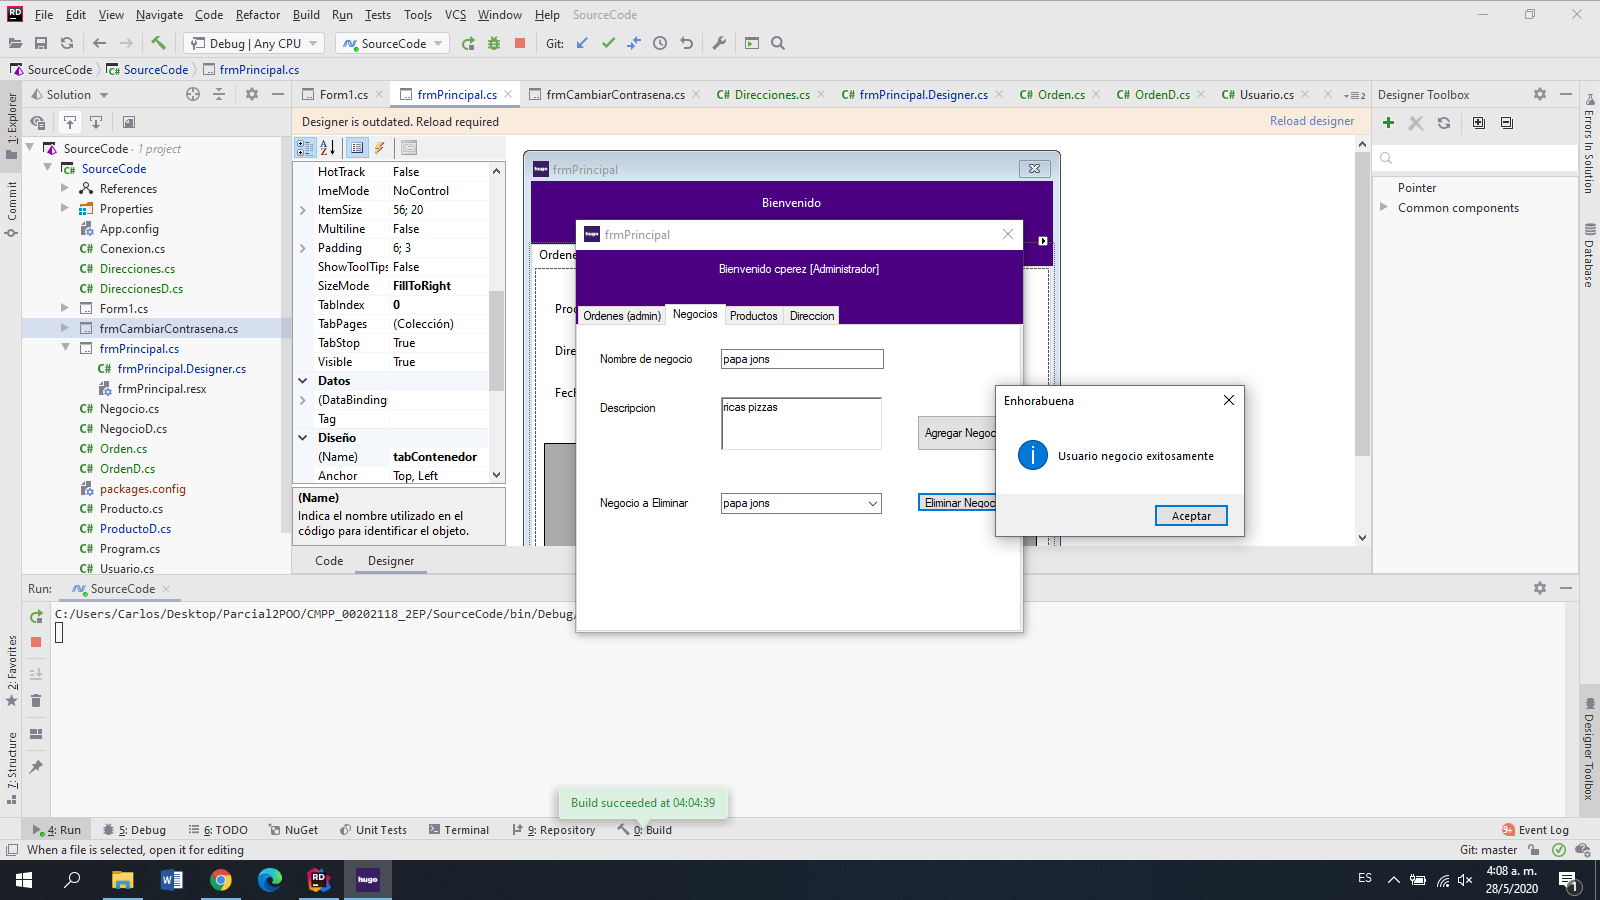 File Edit View Navigate Code Refactor Build Run Tests Tools VCS Window Help SourceCode
Debug | Any CPU SourceCode Git:
SourceCode SourceCode frmPrincipal.cs
Solution
Form1.cs frmPrincipal.cs frmCambiarContrasena.cs Direcciones.cs frmPrincipal.Designer.cs Orden.cs OrdenD.cs Usuario.cs 2
Designer Toolbox
Designer is outdated. Reload required Reload designer
1: Explorer
Commit
2: Favorites
7: Structure
SourceCode · 1 project
SourceCode
References
Properties
App.config
Conexion.cs
Direcciones.cs
DireccionesD.cs
Form1.cs
frmCambiarContrasena.cs
frmPrincipal.cs
frmPrincipal.Designer.cs
frmPrincipal.resx
Negocio.cs
NegocioD.cs
Orden.cs
OrdenD.cs
packages.config
Producto.cs
ProductoD.cs
Program.cs
Usuario.cs
HotTrack False
ImeMode NoControl
ItemSize 56; 20
Multiline False
Padding 6; 3
ShowToolTips False
SizeMode FillToRight
TabIndex 0
TabPages (Colección)
TabStop True
Visible True
Datos
(DataBinding
Tag
Diseño
(Name) tabContenedor
Anchor Top, Left
(Name)
Indica el nombre utilizado en el
código para identificar el objeto.
Code Designer
frmPrincipal
Bienvenido
Ordene
Prod
Dire
Fech
frmPrincipal
Bienvenido cperez [Administrador]
Ordenes (admin) Negocios Productos Direccion
Nombre de negocio papa jons
Descripcion ricas pizzas
Agregar Negoc
Negocio a Eliminar papa jons Eliminar Negoc
Enhorabuena
Usuario negocio exitosamente
Aceptar
Pointer
Common components
Errors In Solution
Database
Designer Toolbox
Run: SourceCode
C:/Users/Carlos/Desktop/Parcial2POO/CMPP_00202118_2EP/SourceCode/bin/Debug/
Build succeeded at 04:04:39
4: Run 5: Debug 6: TODO NuGet Unit Tests Terminal 9: Repository 0: Build 9+ Event Log
When a file is selected, open it for editing Git: master
hugo
ES
4:08 a. m.
28/5/2020
1